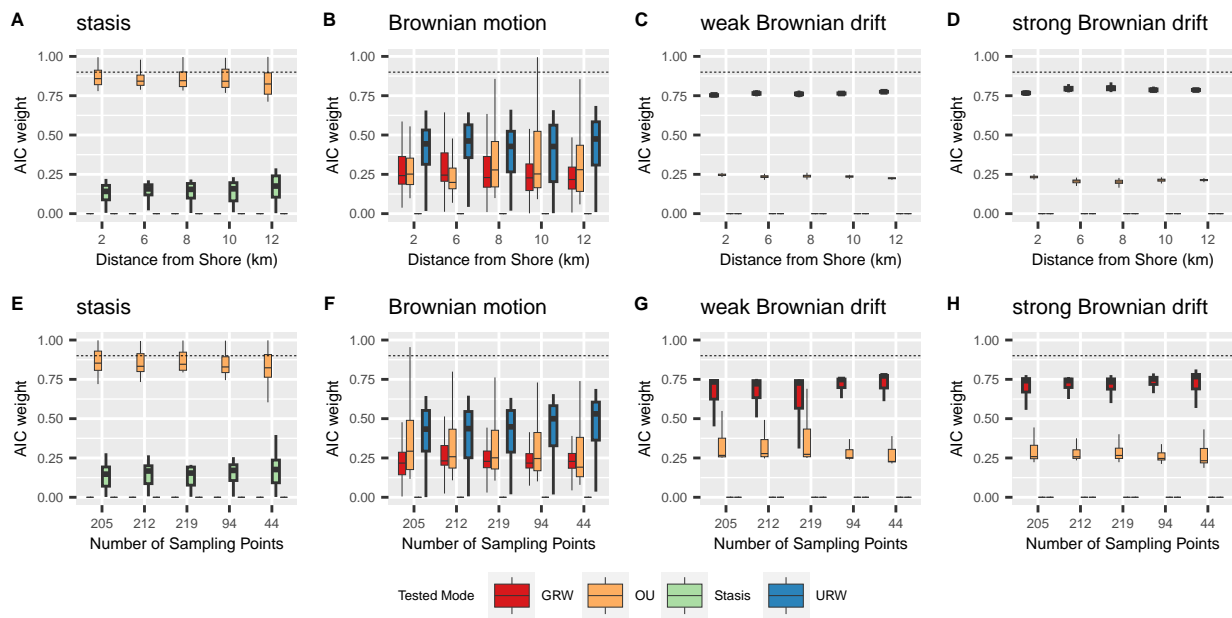 A stasis
B Brownian motion
C weak Brownian drift
D strong Brownian drift
AIC weight
1.00
0.75
0.50
0.25
0.00
2 6 8 10 12
Distance from Shore (km)
AIC weight
1.00
0.75
0.50
0.25
0.00
2 6 8 10 12
Distance from Shore (km)
AIC weight
1.00
0.75
0.50
0.25
0.00
2 6 8 10 12
Distance from Shore (km)
AIC weight
1.00
0.75
0.50
0.25
0.00
2 6 8 10 12
Distance from Shore (km)
E stasis
F Brownian motion
G weak Brownian drift
H strong Brownian drift
AIC weight
1.00
0.75
0.50
0.25
0.00
205 212 219 94 44
Number of Sampling Points
AIC weight
1.00
0.75
0.50
0.25
0.00
205 212 219 94 44
Number of Sampling Points
AIC weight
1.00
0.75
0.50
0.25
0.00
205 212 219 94 44
Number of Sampling Points
AIC weight
1.00
0.75
0.50
0.25
0.00
205 212 219 94 44
Number of Sampling Points
Tested Mode GRW OU Stasis URW